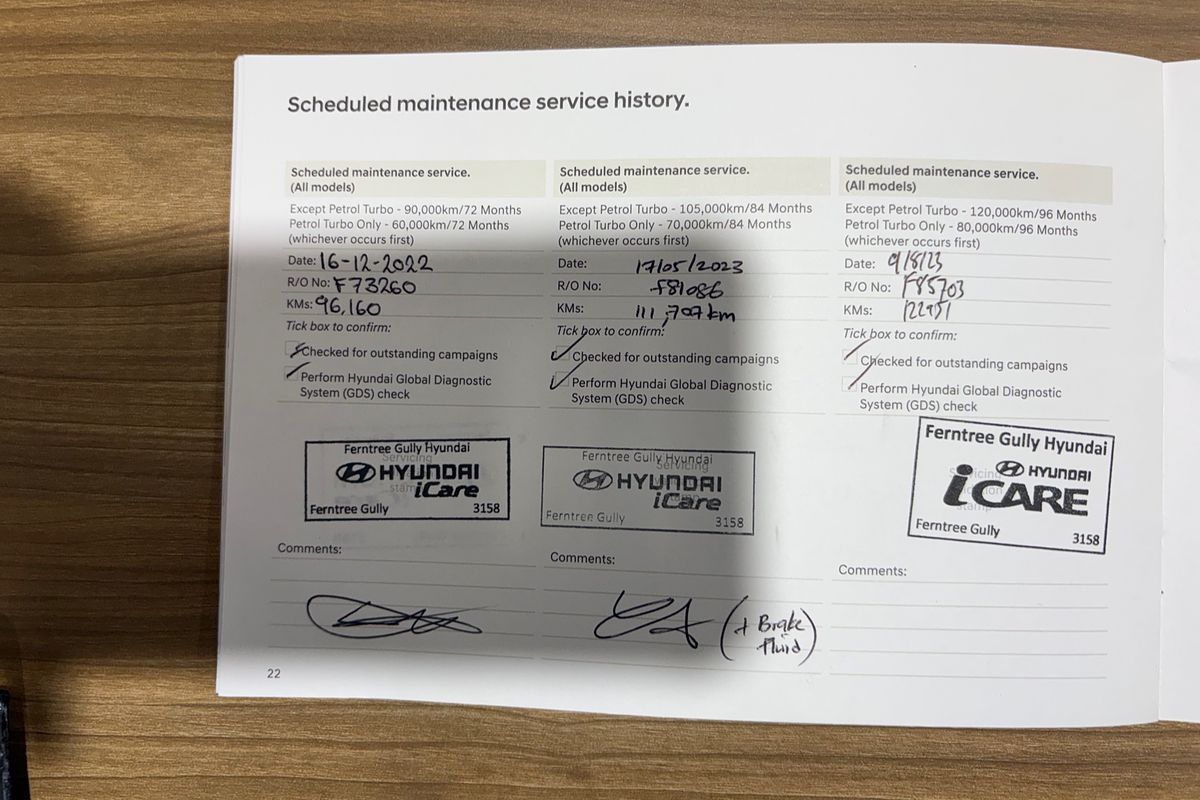 Scheduled maintenance service history.
Scheduled maintenance service.
(All models)
Except Petrol Turbo - 90,000km/72 Months
Petrol Turbo Only - 60,000km/72 Months
(whichever occurs first)
Date: 16-12-2022
R/O No: F73260
KMs: 96,160
Tick box to confirm:
Checked for outstanding campaigns
Perform Hyundai Global Diagnostic
System (GDS) check
Ferntree Gully Hyundai
Servicing
HYUNDAI
stamp
iCare
Ferntree Gully 3158
Comments:
Scheduled maintenance service.
(All models)
Except Petrol Turbo - 105,000km/84 Months
Petrol Turbo Only - 70,000km/84 Months
(whichever occurs first)
Date: 17/05/2023
R/O No: F81086
KMs: 111,707km
Tick box to confirm:
Checked for outstanding campaigns
Perform Hyundai Global Diagnostic
System (GDS) check
Ferntree Gully Hyundai
Servicing
HYUNDAI
iCare
Ferntree Gully 3158
Comments:
(+ Brake
fluid)
Scheduled maintenance service.
(All models)
Except Petrol Turbo - 120,000km/96 Months
Petrol Turbo Only - 80,000km/96 Months
(whichever occurs first)
Date: 9/8/23
R/O No: F85703
KMs:
Tick box to confirm:
Checked for outstanding campaigns
Perform Hyundai Global Diagnostic
System (GDS) check
Ferntree Gully Hyundai
HYUNDAI
iCARE
stamp
Ferntree Gully 3158
Comments:
22